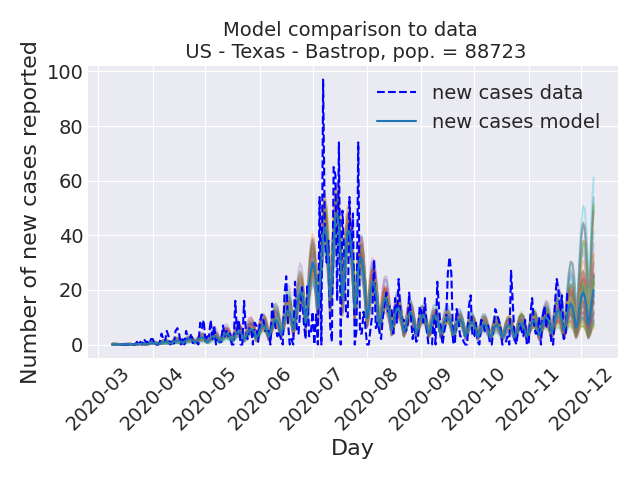 Model comparison to data
US - Texas - Bastrop, pop. = 88723
Number of new cases reported
100
80
60
40
20
0
new cases data
new cases model
2020-03
2020-04
2020-05
2020-06
2020-07
2020-08
2020-09
2020-10
2020-11
2020-12
Day